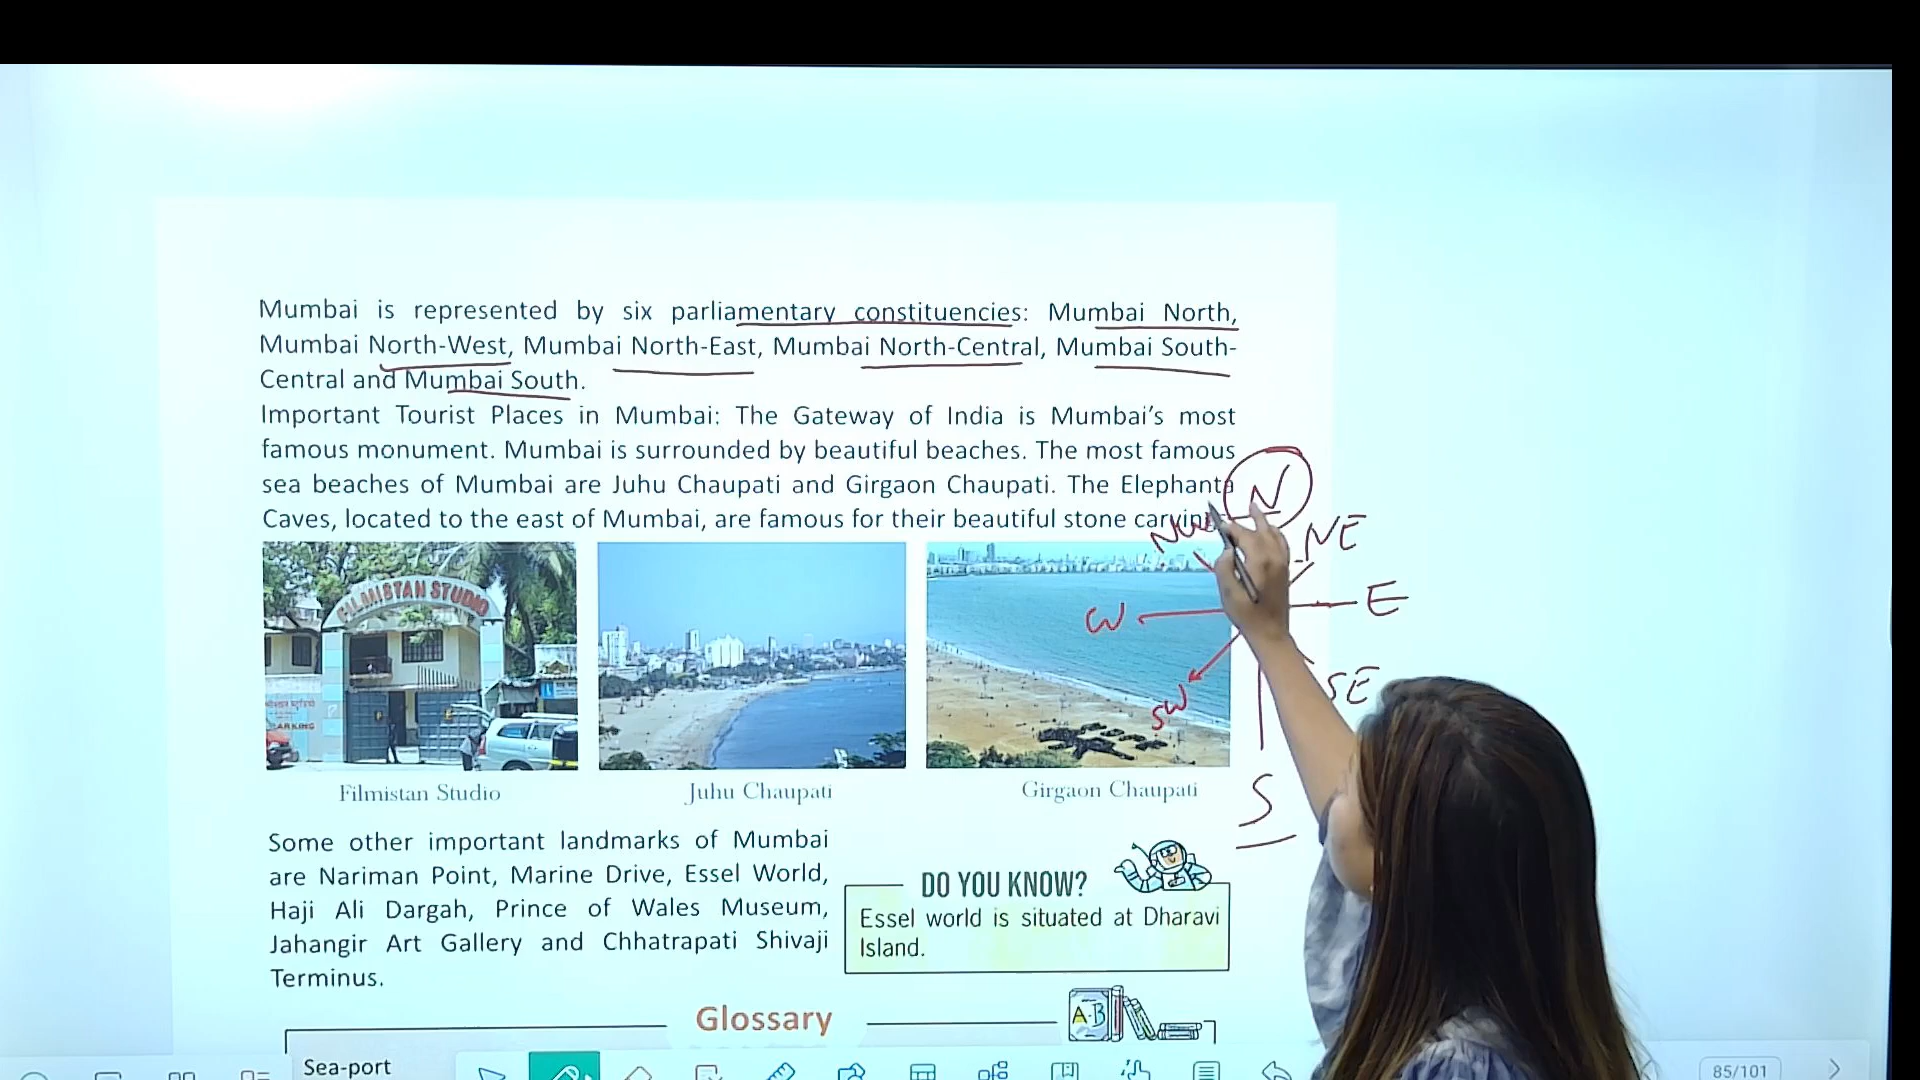 Mumbai is represented by six parliamentary constituencies: Mumbai North,
Mumbai North-West, Mumbai North-East, Mumbai North-Central, Mumbai South-
Central and Mumbai South.
Important Tourist Places in Mumbai: The Gateway of India is Mumbai's most
famous monument. Mumbai is surrounded by beautiful beaches. The most famous
sea beaches of Mumbai are Juhu Chaupati and Girgaon Chaupati. The Elephanta
Caves, located to the east of Mumbai, are famous for their beautiful stone
N
NW
NE
W
E
SW
SE
S
FILMISTAN STUDIO
Filmistan Studio
Juhu Chaupati
Girgaon Chaupati
Some other important landmarks of Mumbai
are Nariman Point, Marine Drive, Essel World,
Haji Ali Dargah, Prince of Wales Museum,
Jahangir Art Gallery and Chhatrapati Shivaji
Terminus.
DO YOU KNOW?
Essel world is situated at Dharavi
Island.
Glossary
A-B
Sea-port
85/101